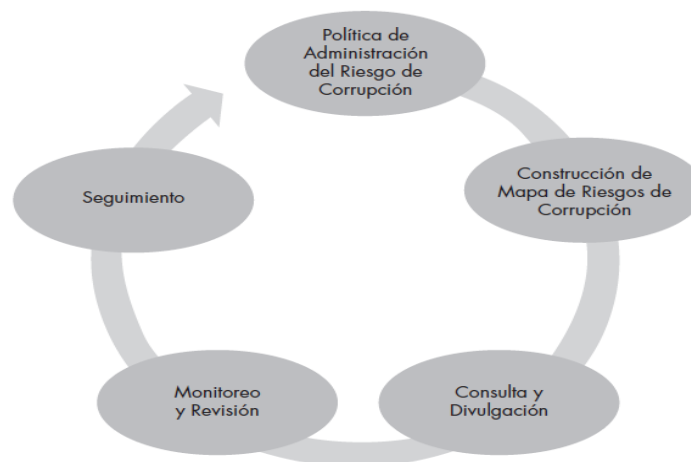 Política de
Administración
del Riesgo de
Corrupción
Construcción de
Mapa de Riesgos de
Corrupción
Consulta y
Divulgación
Monitoreo
y Revisión
Seguimiento